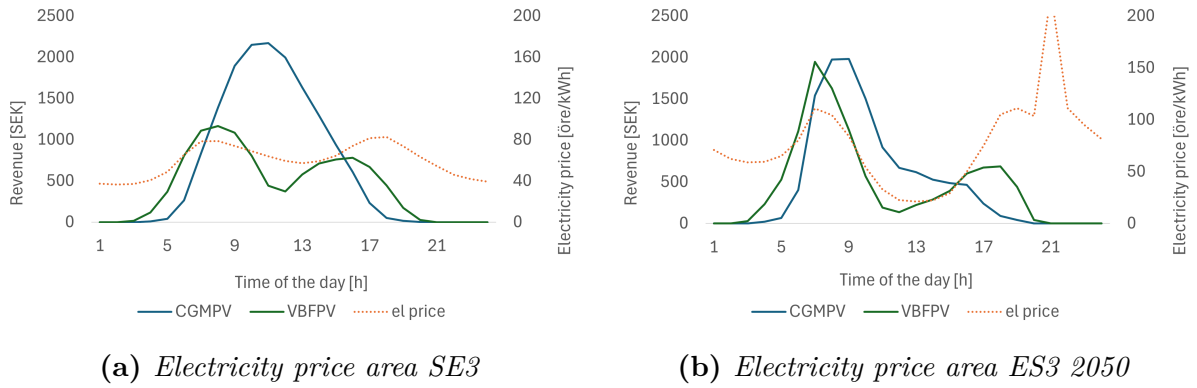 2500
2000
1500
1000
500
0
Revenue [SEK]
200
160
120
80
40
0
Electricity price [öre/kWh]
1 5 9 13 17 21
Time of the day [h]
CGMPV VBFPV el price
(a) Electricity price area SE3
2500
2000
1500
1000
500
0
Revenue [SEK]
200
150
100
50
0
Electricity price [öre/kWh]
1 5 9 13 17 21
Time of the day [h]
CGMPV VBFPV el price
(b) Electricity price area ES3 2050